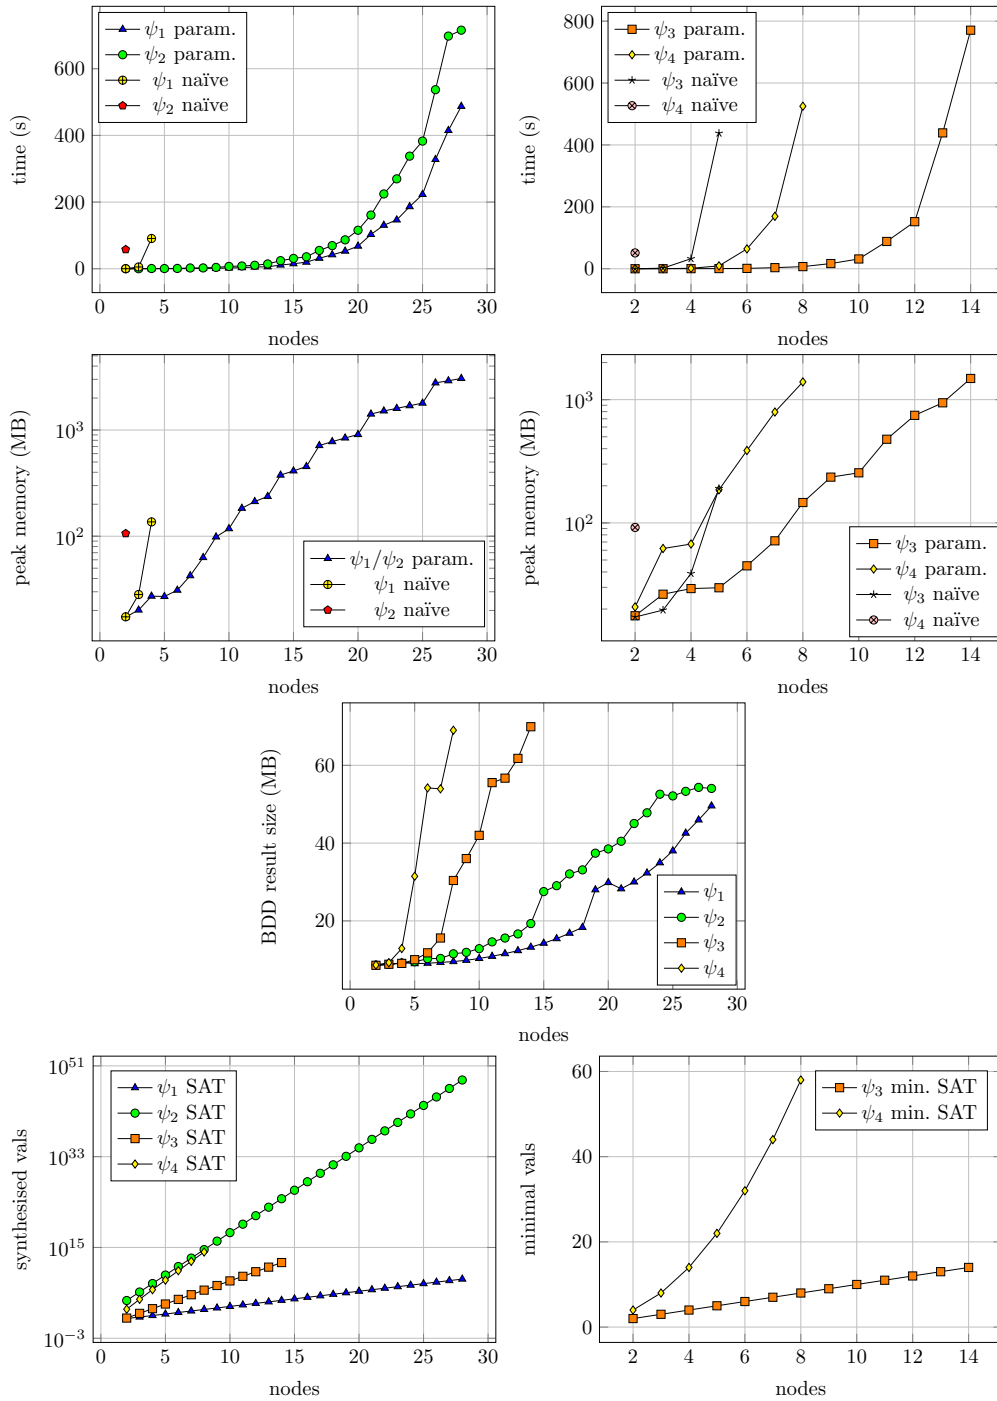 ψ1 param.
ψ2 param.
ψ1 naïve
ψ2 naïve
time (s)
600
400
200
0
0 5 10 15 20 25 30
nodes
ψ3 param.
ψ4 param.
ψ3 naïve
ψ4 naïve
time (s)
800
600
400
200
0
2 4 6 8 10 12 14
nodes
peak memory (MB)
10^3
10^2
ψ1/ψ2 param.
ψ1 naïve
ψ2 naïve
0 5 10 15 20 25 30
nodes
peak memory (MB)
10^3
10^2
ψ3 param.
ψ4 param.
ψ3 naïve
ψ4 naïve
2 4 6 8 10 12 14
nodes
BDD result size (MB)
60
40
20
ψ1
ψ2
ψ3
ψ4
0 5 10 15 20 25 30
nodes
ψ1 SAT
ψ2 SAT
ψ3 SAT
ψ4 SAT
synthesised vals
10^51
10^33
10^15
10^−3
0 5 10 15 20 25 30
nodes
ψ3 min. SAT
ψ4 min. SAT
minimal vals
60
40
20
0
2 4 6 8 10 12 14
nodes